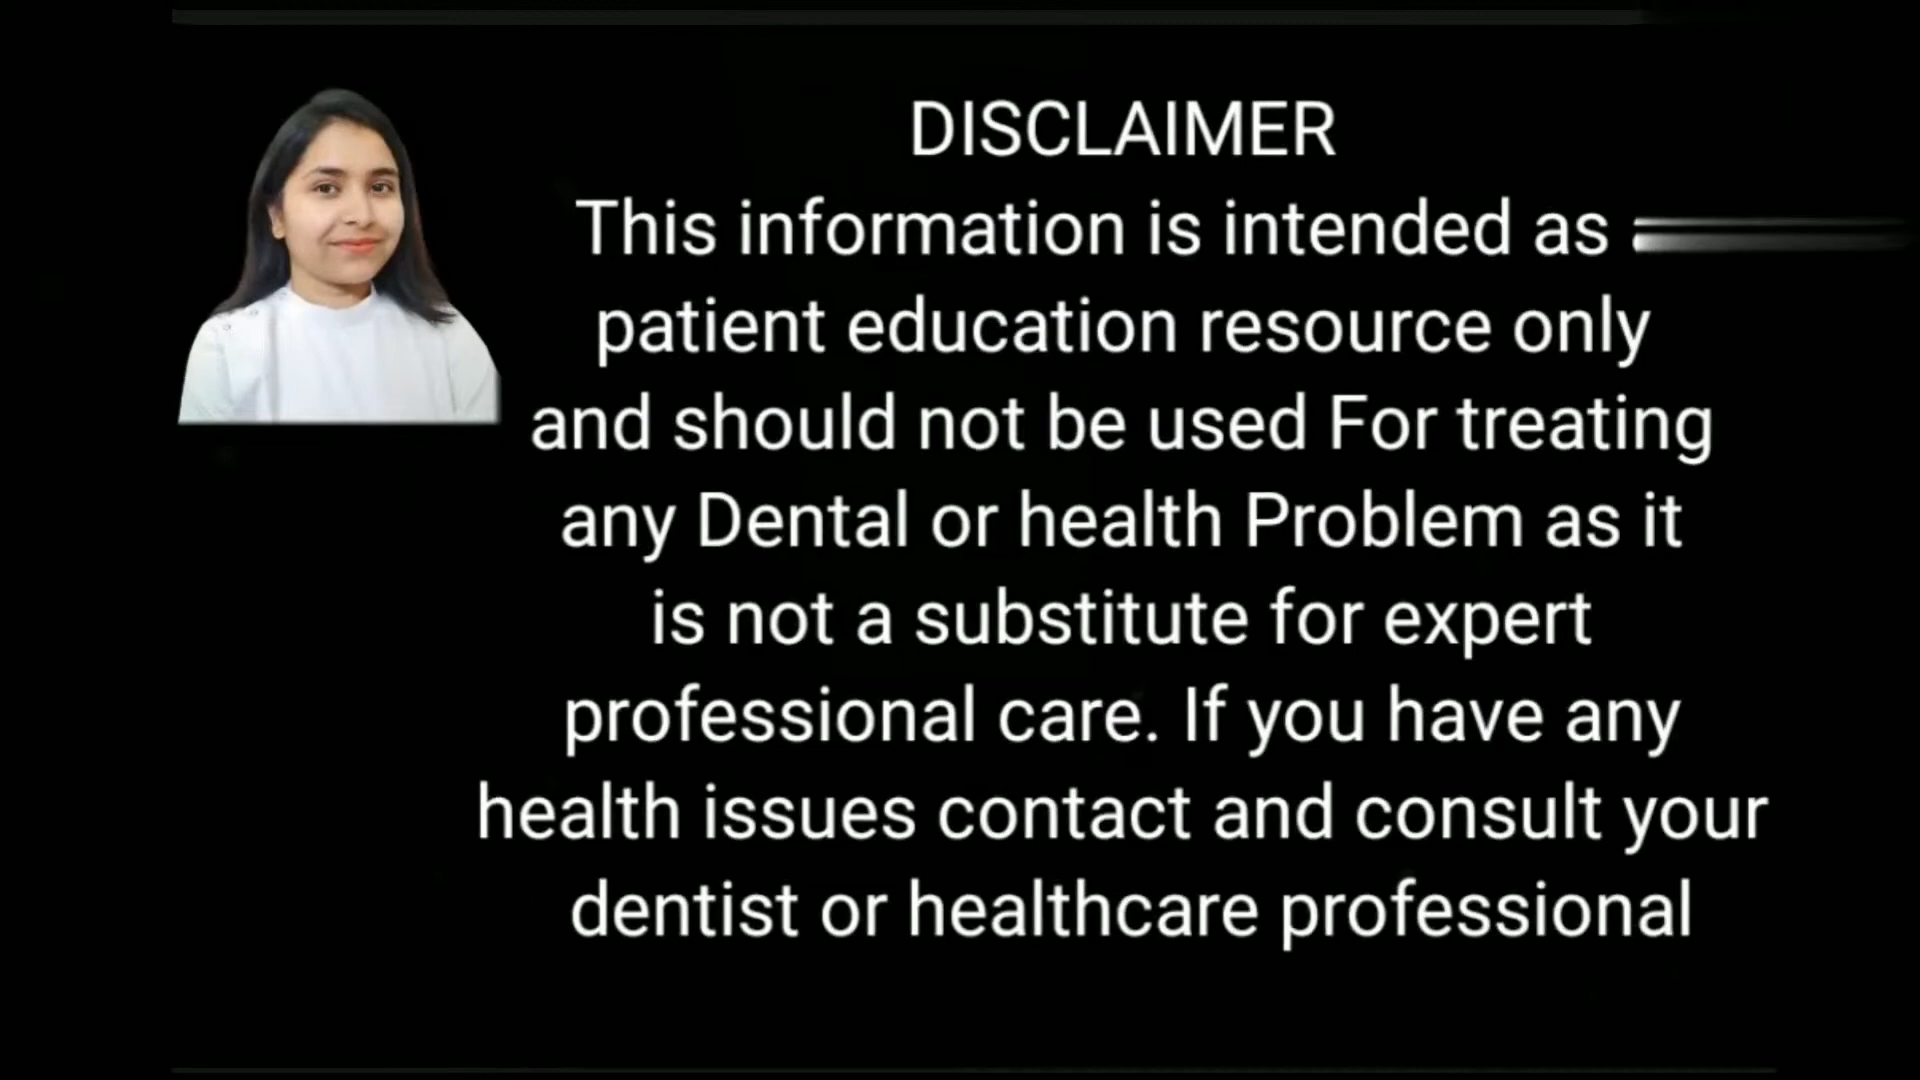 DISCLAIMER
This information is intended as
patient education resource only
and should not be used For treating
any Dental or health Problem as it
is not a substitute for expert
professional care. If you have any
health issues contact and consult your
dentist or healthcare professional